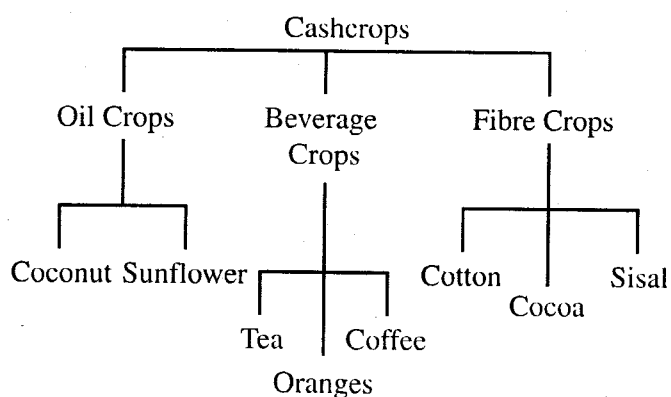 Cashcrops
Oil Crops
Beverage
Crops
Fibre Crops
Coconut Sunflower
Tea
Coffee
Oranges
Cotton
Cocoa
Sisal